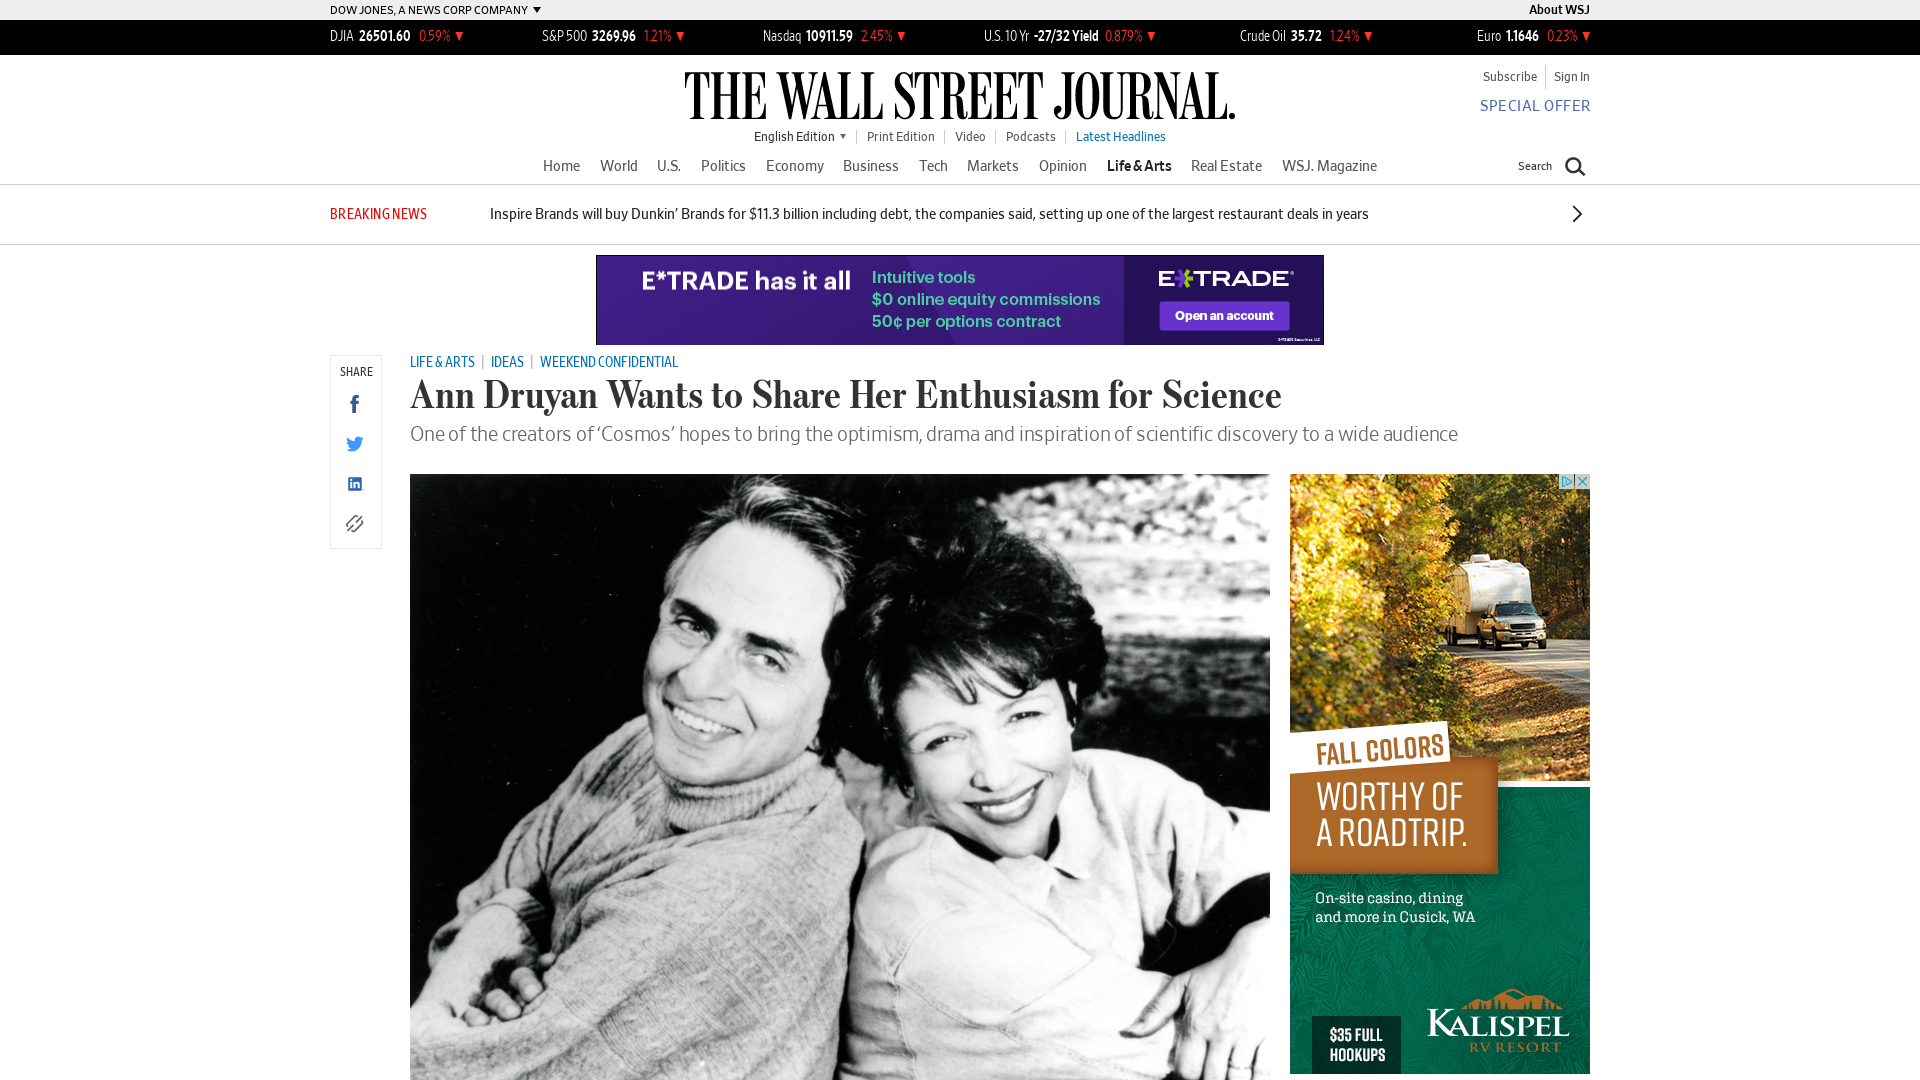 DOW JONES, A NEWS CORP COMPANY
About WSJ
DJIA 26501.60 0.59%
S&P 500 3269.96 1.21%
Nasdaq 10911.59 2.45%
U.S. 10 Yr -27/32 Yield 0.879%
Crude Oil 35.72 1.24%
Euro 1.1646 0.23%
THE WALL STREET JOURNAL.
Subscribe
Sign In
SPECIAL OFFER
English Edition
Print Edition
Video
Podcasts
Latest Headlines
Home
World
U.S.
Politics
Economy
Business
Tech
Markets
Opinion
Life & Arts
Real Estate
WSJ. Magazine
Search
BREAKING NEWS
Inspire Brands will buy Dunkin’ Brands for $11.3 billion including debt, the companies said, setting up one of the largest restaurant deals in years
E*TRADE has it all
Intuitive tools
$0 online equity commissions
50¢ per options contract
E*TRADE®
Open an account
E*TRADE Securities, LLC
SHARE
LIFE & ARTS | IDEAS | WEEKEND CONFIDENTIAL
Ann Druyan Wants to Share Her Enthusiasm for Science
One of the creators of ‘Cosmos’ hopes to bring the optimism, drama and inspiration of scientific discovery to a wide audience
FALL COLORS
WORTHY OF
A ROADTRIP.
On-site casino, dining
and more in Cusick, WA
$35 FULL
HOOKUPS
KALISPEL
RV RESORT